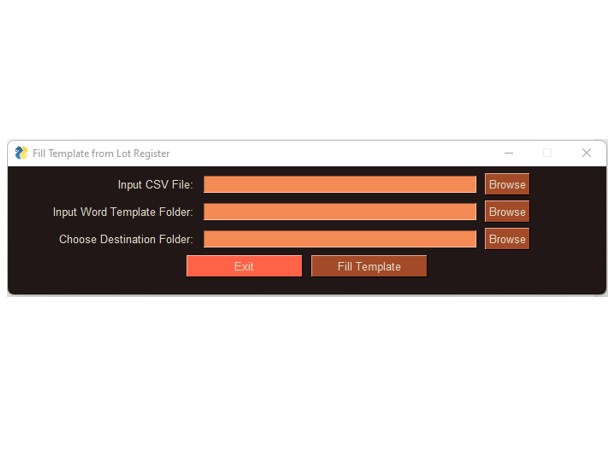 Fill Template from Lot Register
Input CSV File: Browse
Input Word Template Folder: Browse
Choose Destination Folder: Browse
Exit Fill Template